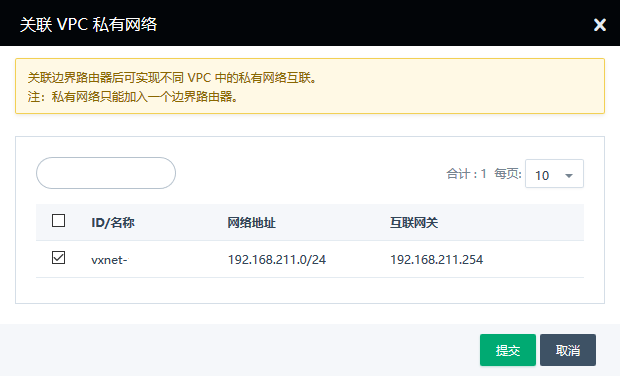 关联 VPC 私有网络
关联边界路由器后可实现不同 VPC 中的私有网络互联。
注：私有网络只能加入一个边界路由器。
合计 : 1 每页: 10
ID/名称 网络地址 互联网关
vxnet- 192.168.211.0/24 192.168.211.254
提交 取消